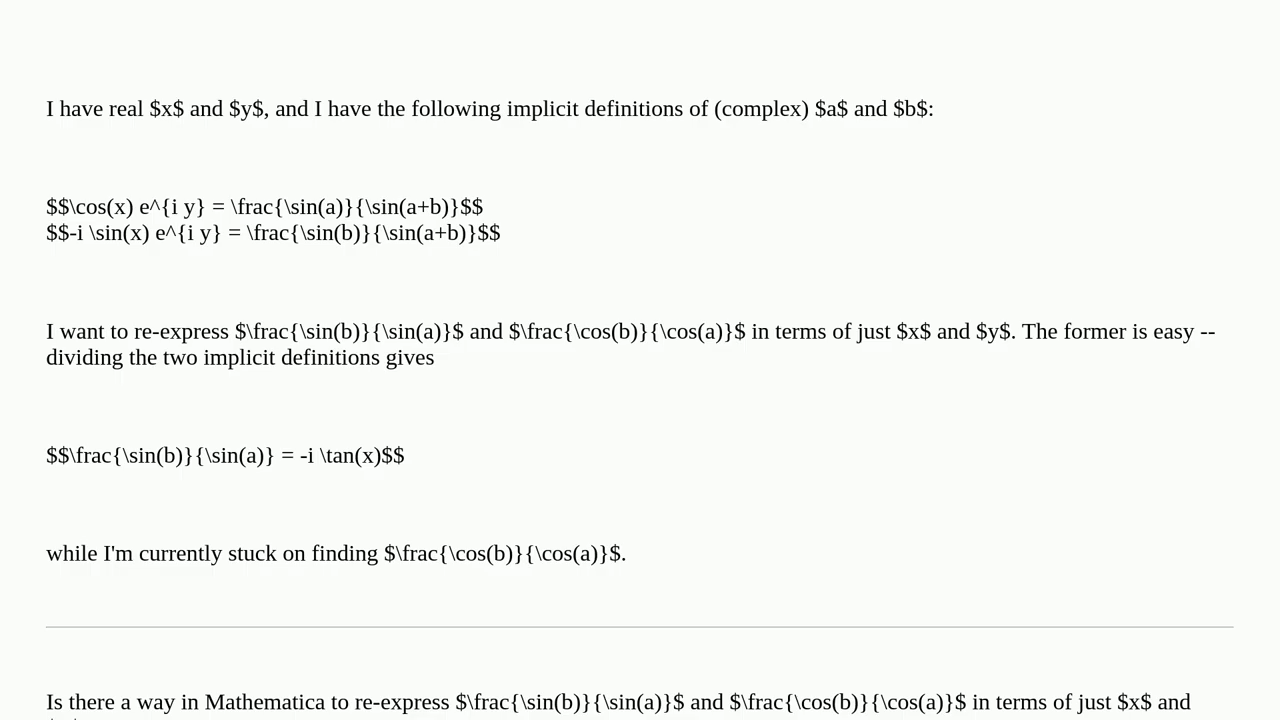 I have real $x$ and $y$, and I have the following implicit definitions of (complex) $a$ and $b$:
$$\cos(x) e^{i y} = \frac{\sin(a)}{\sin(a+b)}$$
$$-i \sin(x) e^{i y} = \frac{\sin(b)}{\sin(a+b)}$$
I want to re-express $\frac{\sin(b)}{\sin(a)}$ and $\frac{\cos(b)}{\cos(a)}$ in terms of just $x$ and $y$. The former is easy --
dividing the two implicit definitions gives
$$\frac{\sin(b)}{\sin(a)} = -i \tan(x)$$
while I'm currently stuck on finding $\frac{\cos(b)}{\cos(a)}$.
Is there a way in Mathematica to re-express $\frac{\sin(b)}{\sin(a)}$ and $\frac{\cos(b)}{\cos(a)}$ in terms of just $x$ and